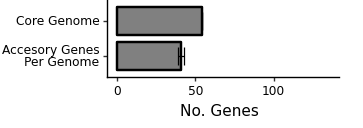 Core Genome
Accesory Genes
Per Genome
0 50 100
No. Genes